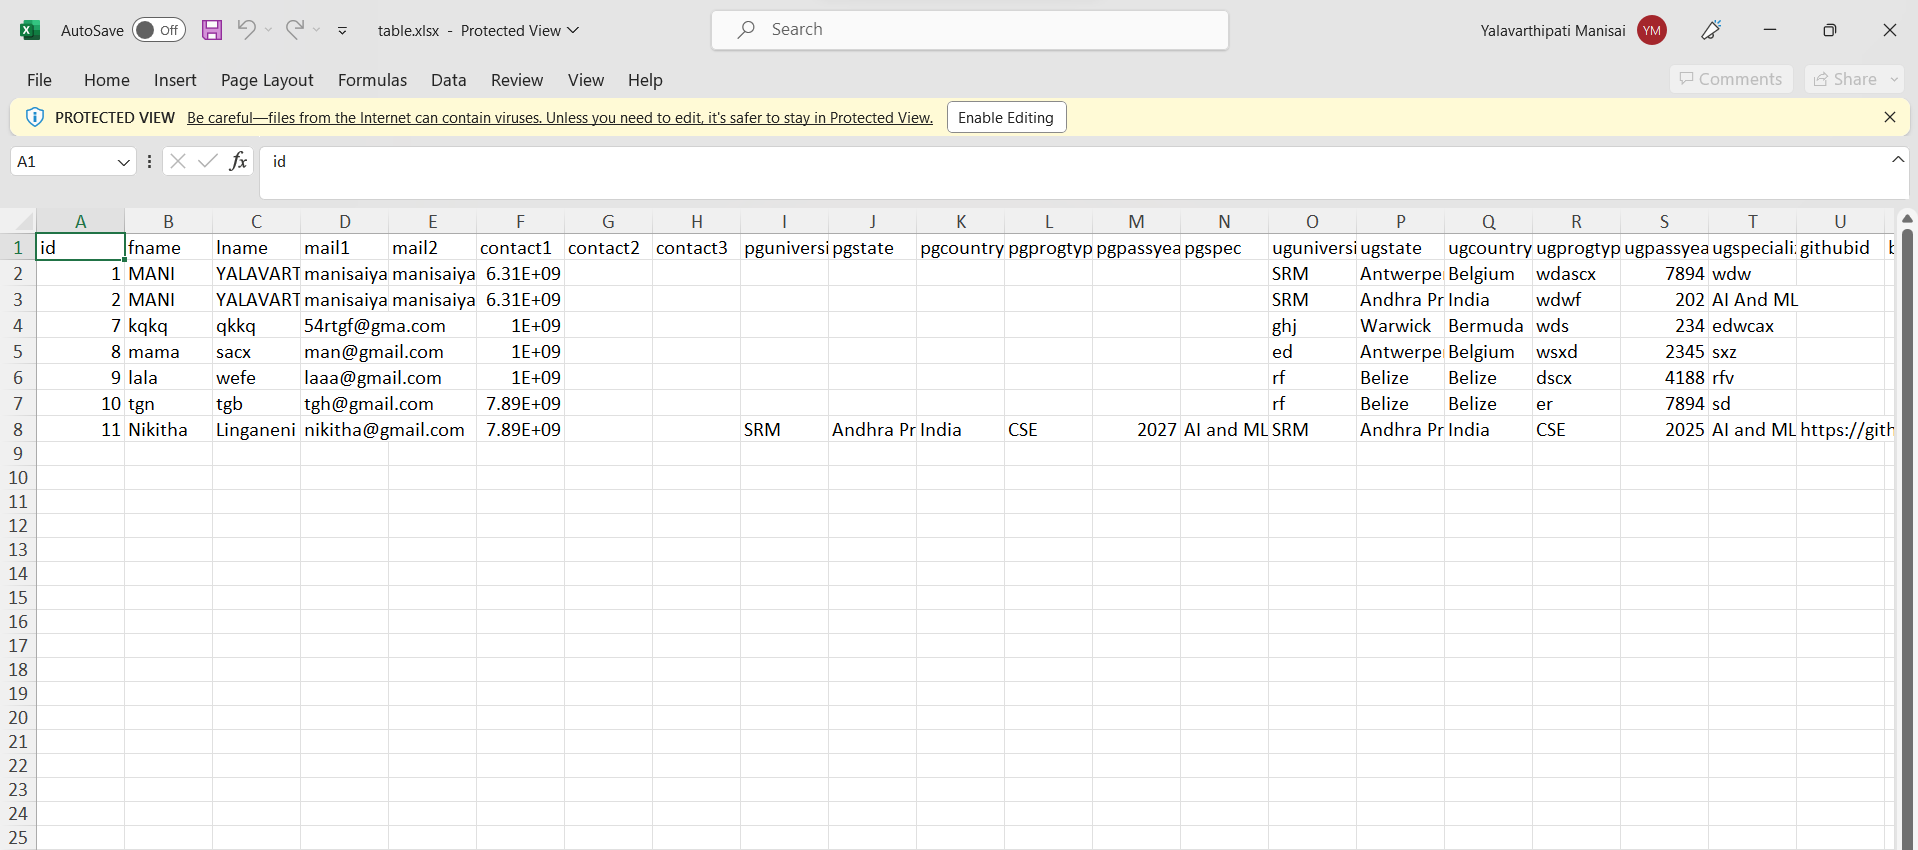 AutoSave Off table.xlsx - Protected View Search Yalavarthipati Manisai YM
File Home Insert Page Layout Formulas Data Review View Help Comments Share
PROTECTED VIEW Be careful—files from the Internet can contain viruses. Unless you need to edit, it's safer to stay in Protected View. Enable Editing
A1 fx id
A B C D E F G H I J K L M N O P Q R S T U
1 id fname lname mail1 mail2 contact1 contact2 contact3 pguniversi pgstate pgcountry pgprogtyp pgpassyea pgspec uguniversi ugstate ugcountry ugprogtyp ugpassyea ugspeciali githubid
2 1 MANI YALAVART manisaiya manisaiya 6.31E+09 SRM Antwerpe Belgium wdascx 7894 wdw
3 2 MANI YALAVART manisaiya manisaiya 6.31E+09 SRM Andhra Pr India wdwf 202 AI And ML
4 7 kqkq qkkq 54rtgf@gma.com 1E+09 ghj Warwick Bermuda wds 234 edwcax
5 8 mama sacx man@gmail.com 1E+09 ed Antwerpe Belgium wsxd 2345 sxz
6 9 lala wefe laaa@gmail.com 1E+09 rf Belize Belize dscx 4188 rfv
7 10 tgn tgb tgh@gmail.com 7.89E+09 rf Belize Belize er 7894 sd
8 11 Nikitha Linganeni nikitha@gmail.com 7.89E+09 SRM Andhra Pr India CSE 2027 AI and ML SRM Andhra Pr India CSE 2025 AI and ML https://gith
9
10
11
12
13
14
15
16
17
18
19
20
21
22
23
24
25